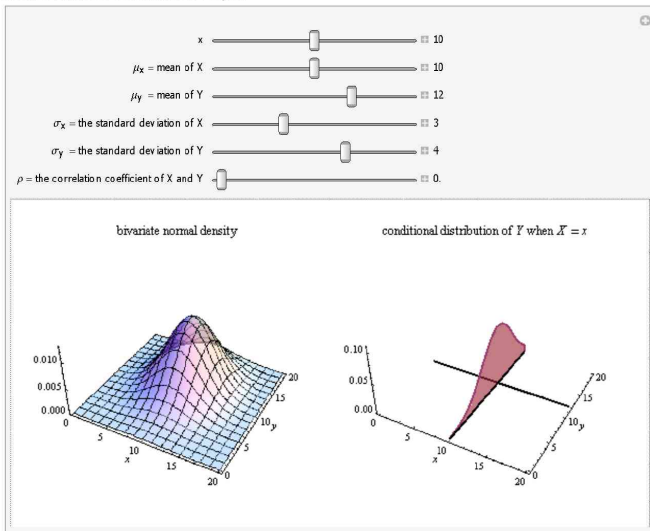 x 10
μx = mean of X 10
μy = mean of Y 12
σx = the standard deviation of X 3
σy = the standard deviation of Y 4
ρ = the correlation coefficient of X and Y 0.
bivariate normal density
conditional distribution of Y when X = x
0.010
0.005
0.000
0
5
10
15
20
x
0
5
10
15
20
y
0.10
0.05
0.00
0
5
10
15
20
x
0
5
10
15
20
y